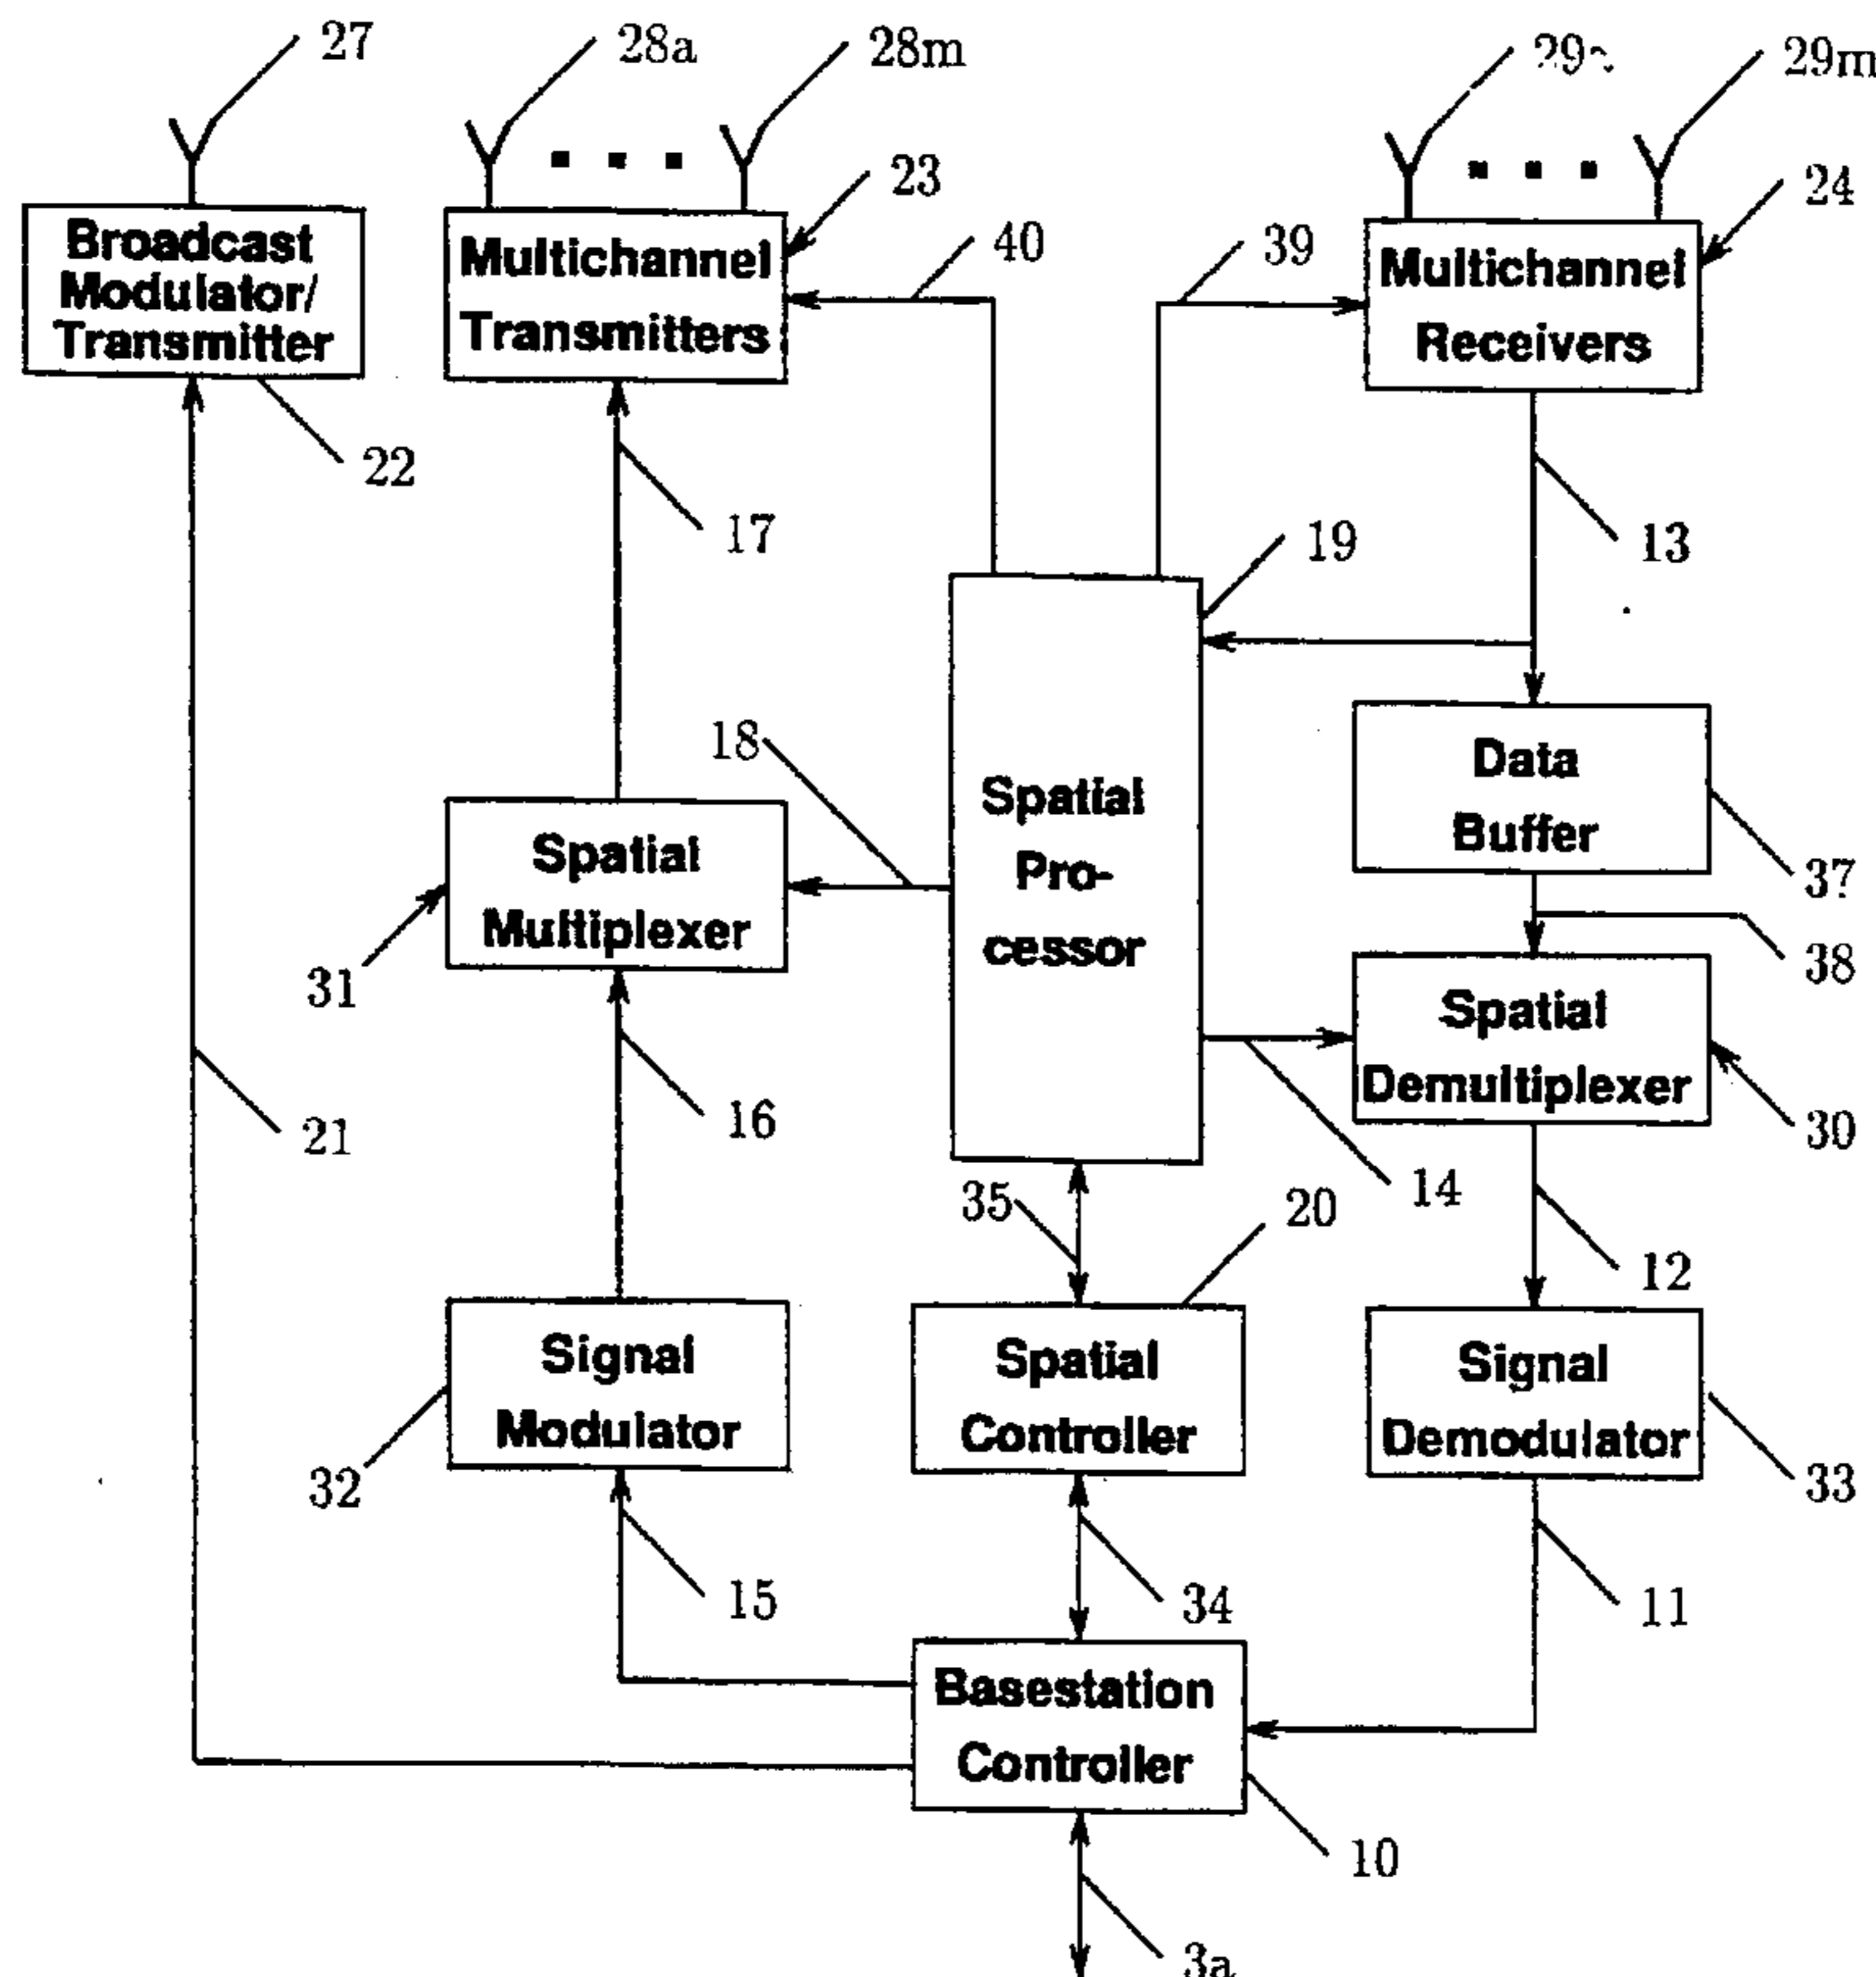 27
28a
28m
29m
23
24
40
39
Broadcast
Modulator/
Transmitter
Multichannel
Transmitters
Multichannel
Receivers
22
17
19
13
18
Data
Buffer
37
Spatial
Pro-
cessor
Spatial
Multiplexer
31
38
Spatial
Demultiplexer
30
16
21
14
35
20
12
Signal
Modulator
32
Spatial
Controller
Signal
Demodulator
33
15
34
11
Basestation
Controller
10
3a